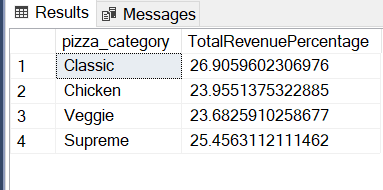 Results Messages
pizza_category TotalRevenuePercentage
1 Classic 26.9059602306976
2 Chicken 23.9551375322885
3 Veggie 23.6825910258677
4 Supreme 25.4563112111462